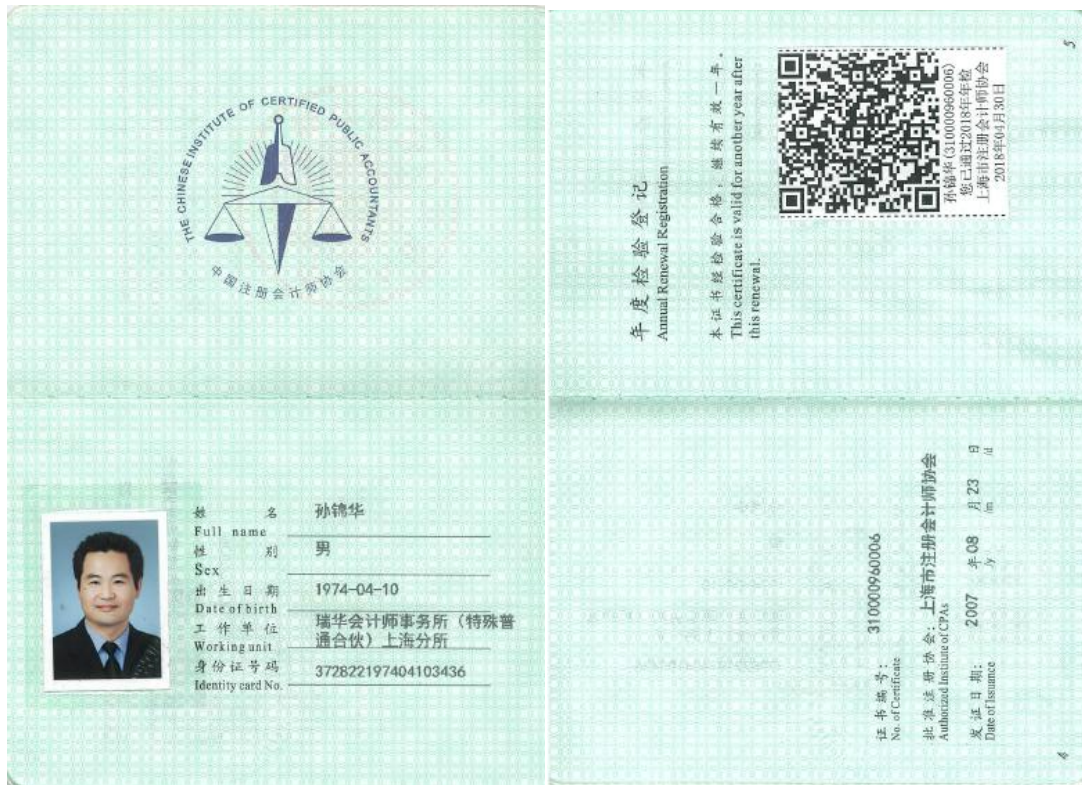 THE CHINESE INSTITUTE OF CERTIFIED PUBLIC ACCOUNTANTS
中国注册会计师协会
姓 名 孙锦华
Full name
性 别 男
Sex
出生日期 1974-04-10
Date of birth
工作单位 瑞华会计师事务所（特殊普
Working unit 通合伙）上海分所
身份证号码 372822197404103436
Identity card No.
5
年度检验登记
Annual Renewal Registration
本证书经检验合格，继续有效一年。
This certificate is valid for another year after
this renewal.
孙锦华(310000960006)
您已通过2018年年检
上海市注册会计师协会
2018年04月30日
证书编号： 310000960006
No. of Certificate
批准注册协会：上海市注册会计师协会
Authorized Institute of CPAs
发证日期： 2007 年 08 月 23 日
Date of Issuance /y /m /d
4